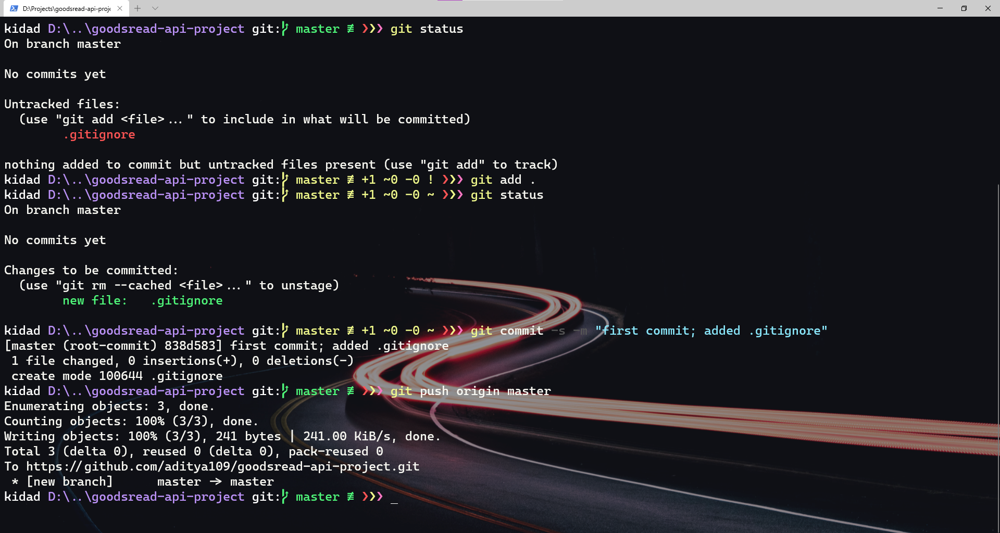 D:\Projects\goodsread-api-proje
kidad D:\..\goodsread-api-project git: master ≢ ❯❯❯ git status
On branch master
No commits yet
Untracked files:
(use "git add <file>..." to include in what will be committed)
.gitignore
nothing added to commit but untracked files present (use "git add" to track)
kidad D:\..\goodsread-api-project git: master ≢ +1 ~0 -0 ! ❯❯❯ git add .
kidad D:\..\goodsread-api-project git: master ≢ +1 ~0 -0 ~ ❯❯❯ git status
On branch master
No commits yet
Changes to be committed:
(use "git rm --cached <file>..." to unstage)
new file:   .gitignore
kidad D:\..\goodsread-api-project git: master ≢ +1 ~0 -0 ~ ❯❯❯ git commit -s -m "first commit; added .gitignore"
[master (root-commit) 838d583] first commit; added .gitignore
1 file changed, 0 insertions(+), 0 deletions(-)
create mode 100644 .gitignore
kidad D:\..\goodsread-api-project git: master ≢ ❯❯❯ git push origin master
Enumerating objects: 3, done.
Counting objects: 100% (3/3), done.
Writing objects: 100% (3/3), 241 bytes | 241.00 KiB/s, done.
Total 3 (delta 0), reused 0 (delta 0), pack-reused 0
To https://github.com/aditya109/goodsread-api-project.git
* [new branch]      master -> master
kidad D:\..\goodsread-api-project git: master ≢ ❯❯❯ _